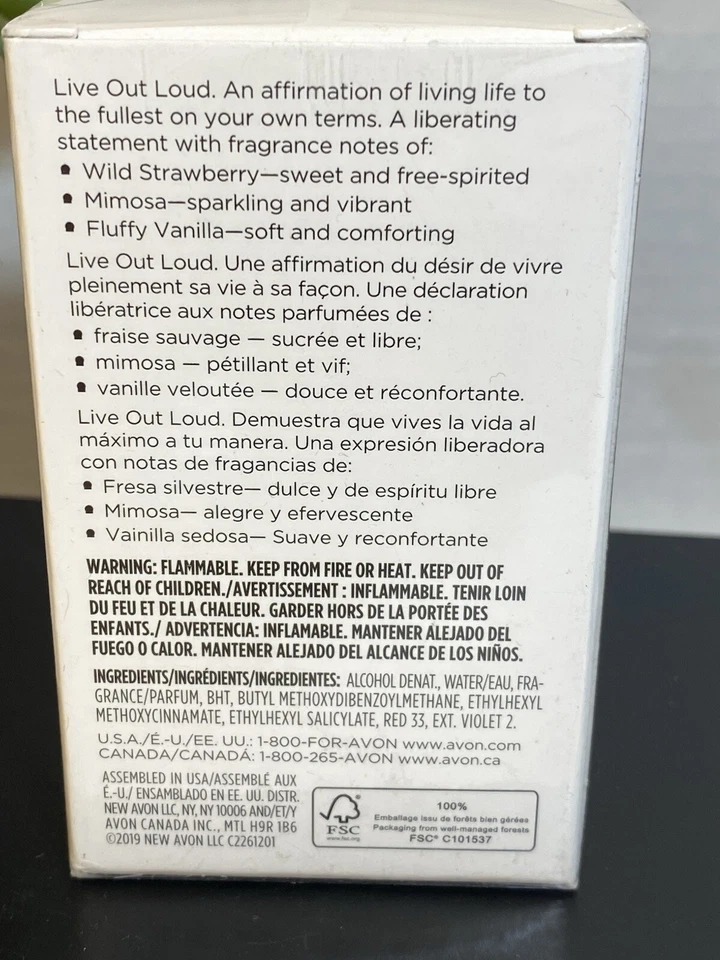 Live Out Loud. An affirmation of living life to
the fullest on your own terms. A liberating
statement with fragrance notes of:
Wild Strawberry—sweet and free-spirited
Mimosa—sparkling and vibrant
Fluffy Vanilla—soft and comforting
Live Out Loud. Une affirmation du désir de vivre
pleinement sa vie à sa façon. Une déclaration
libératrice aux notes parfumées de :
fraise sauvage — sucrée et libre;
mimosa — pétillant et vif;
vanille veloutée — douce et réconfortante.
Live Out Loud. Demuestra que vives la vida al
máximo a tu manera. Una expresión liberadora
con notas de fragancias de:
Fresa silvestre— dulce y de espíritu libre
Mimosa— alegre y efervescente
Vainilla sedosa— Suave y reconfortante
WARNING: FLAMMABLE. KEEP FROM FIRE OR HEAT. KEEP OUT OF
REACH OF CHILDREN./AVERTISSEMENT : INFLAMMABLE. TENIR LOIN
DU FEU ET DE LA CHALEUR. GARDER HORS DE LA PORTÉE DES
ENFANTS./ ADVERTENCIA: INFLAMABLE. MANTENER ALEJADO DEL
FUEGO O CALOR. MANTENER ALEJADO DEL ALCANCE DE LOS NIÑOS.
INGREDIENTS/INGRÉDIENTS/INGREDIENTES: ALCOHOL DENAT., WATER/EAU, FRA-
GRANCE/PARFUM, BHT, BUTYL METHOXYDIBENZOYLMETHANE, ETHYLHEXYL
METHOXYCINNAMATE, ETHYLHEXYL SALICYLATE, RED 33, EXT. VIOLET 2.
U.S.A./É.-U./EE. UU.: 1-800-FOR-AVON www.avon.com
CANADA/CANADÁ: 1-800-265-AVON www.avon.ca
ASSEMBLED IN USA/ASSEMBLÉ AUX
É.-U./ ENSAMBLADO EN EE. UU. DISTR.
NEW AVON LLC, NY, NY 10006 AND/ET/Y
AVON CANADA INC., MTL H9R 1B6
©2019 NEW AVON LLC C2261201
FSC
www.fsc.org
100%
Emballage issu de forêts bien gérées
Packaging from well-managed forests
FSC® C101537